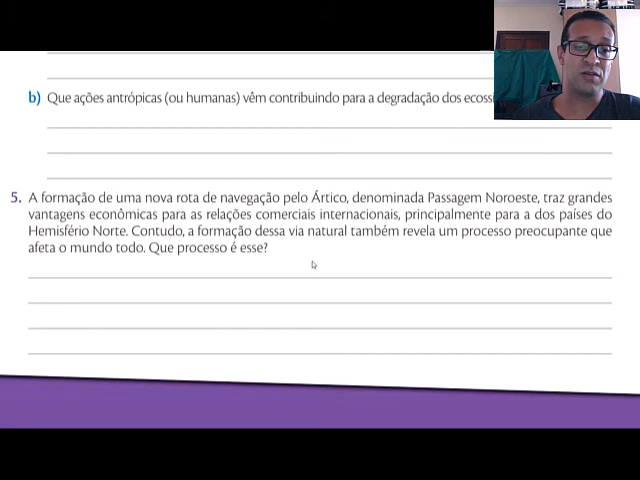 b) Que ações antrópicas (ou humanas) vêm contribuindo para a degradação dos
5. A formação de uma nova rota de navegação pelo Ártico, denominada Passagem Noroeste, traz grandes
vantagens econômicas para as relações comerciais internacionais, principalmente para a dos países do
Hemisfério Norte. Contudo, a formação dessa via natural também revela um processo preocupante que
afeta o mundo todo. Que processo é esse?